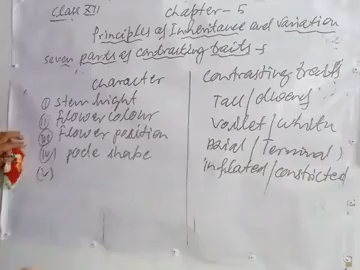 Class XII
Chapter-5
Principles of Inheritance and Variation
seven pairs of contrasting traits -
Character
Contrasting traits
(i) stem hight
Tall / dwarf
(ii) flower colour
Voilet / white
(iii) flower position
Axial / Terminal
(iv) pode shape
Inflated / constricted
(v)